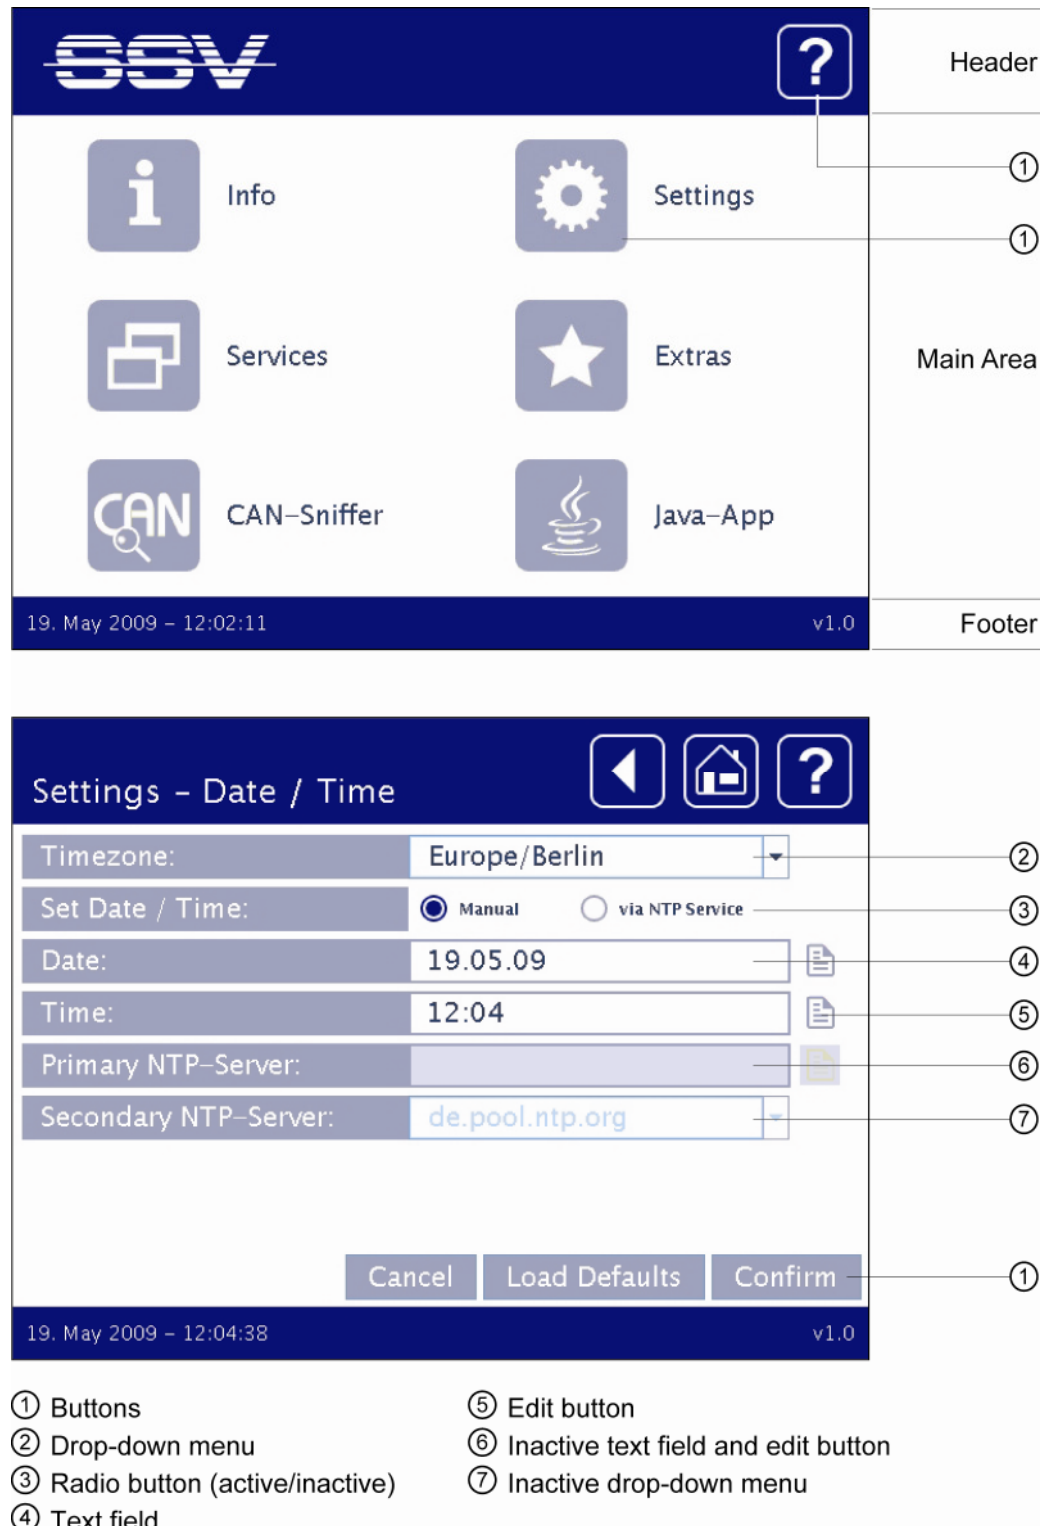 SSV ?
Header
①
Info Settings
①
Services Extras
Main Area
CAN
CAN-Sniffer Java-App
19. May 2009 - 12:02:11 v1.0
Footer
Settings - Date / Time ?
Timezone: Europe/Berlin ②
Set Date / Time: Manual via NTP Service ③
Date: 19.05.09 ④
Time: 12:04 ⑤
Primary NTP-Server: ⑥
Secondary NTP-Server: de.pool.ntp.org ⑦
Cancel Load Defaults Confirm ①
19. May 2009 - 12:04:38 v1.0
① Buttons
② Drop-down menu
③ Radio button (active/inactive)
④ Text field
⑤ Edit button
⑥ Inactive text field and edit button
⑦ Inactive drop-down menu